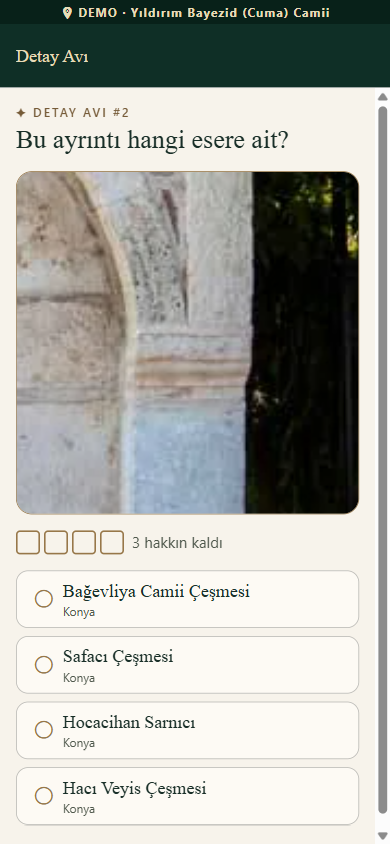 DEMO · Yıldırım Bayezid (Cuma) Camii
Detay Avı
✦ DETAY AVI #2
Bu ayrıntı hangi esere ait?
3 hakkın kaldı
Bağevliya Camii Çeşmesi
Konya
Safacı Çeşmesi
Konya
Hocacihan Sarnıcı
Konya
Hacı Veyis Çeşmesi
Konya